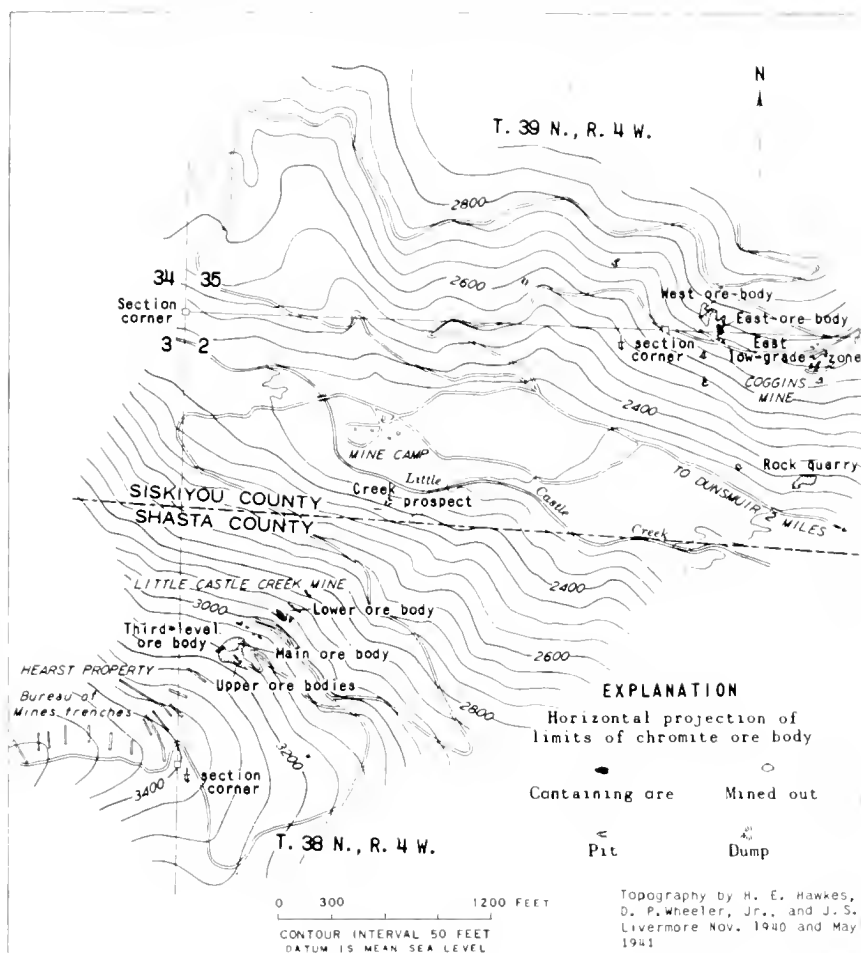 N
T. 39 N., R. 4 W.
2800
34 35
2600
Section
corner
West ore-body
East-ore body
3 2
section
corner
East
low-grade zone
COGGINS
MINE
2400
MINE CAMP
Rock quarry
Little
Castle
Creek
TO DUNSMUIR 2 MILES
Creek
prospect
SISKIYOU COUNTY
SHASTA COUNTY
LITTLE CASTLE CREEK MINE
2400
3000
Lower ore body
Third-level
ore body
Main ore body
2600
HEARST PROPERTY
Upper ore bodies
Bureau of
Mines trenches
2800
3200
section
corner
3400
T. 38 N., R. 4 W.
EXPLANATION
Horizontal projection of
limits of chromite ore body
Containing ore
Mined out
Pit
Dump
0 300 1200 FEET
CONTOUR INTERVAL 50 FEET
DATUM IS MEAN SEA LEVEL
Topography by H. E. Hawkes,
D. P. Wheeler, Jr., and J. S.
Livermore Nov. 1940 and May
1941